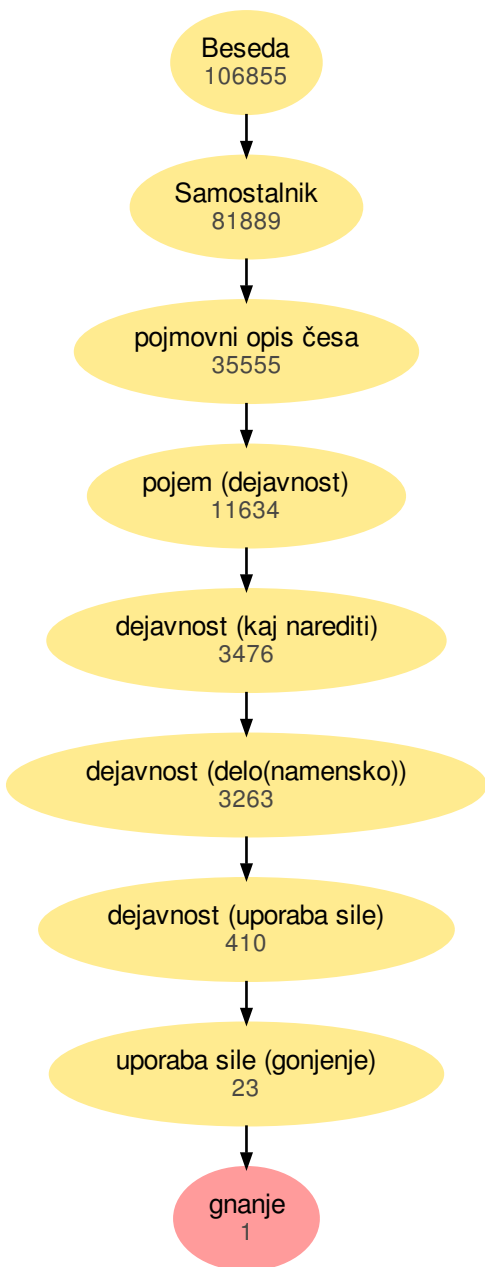 Beseda
106855
Samostalnik
81889
pojmovni opis česa
35555
pojem (dejavnost)
11634
dejavnost (kaj narediti)
3476
dejavnost (delo(namensko))
3263
dejavnost (uporaba sile)
410
uporaba sile (gonjenje)
23
gnanje
1